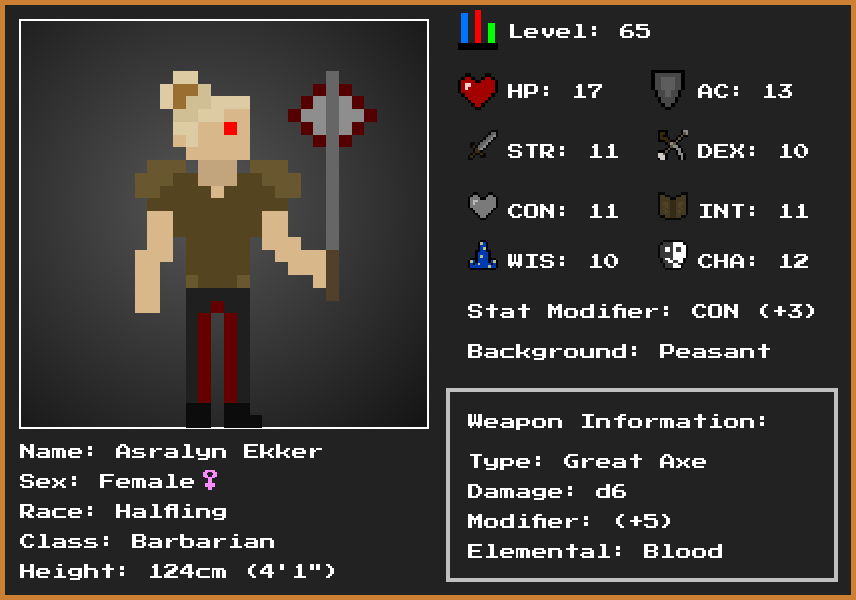 Level: 65
HP: 17 AC: 13
STR: 11 DEX: 10
CON: 11 INT: 11
WIS: 10 CHA: 12
Stat Modifier: CON (+3)
Background: Peasant
Weapon Information:
Type: Great Axe
Damage: d6
Modifier: (+5)
Elemental: Blood
Name: Asralyn Ekker
Sex: Female♀
Race: Halfling
Class: Barbarian
Height: 124cm (4'1")